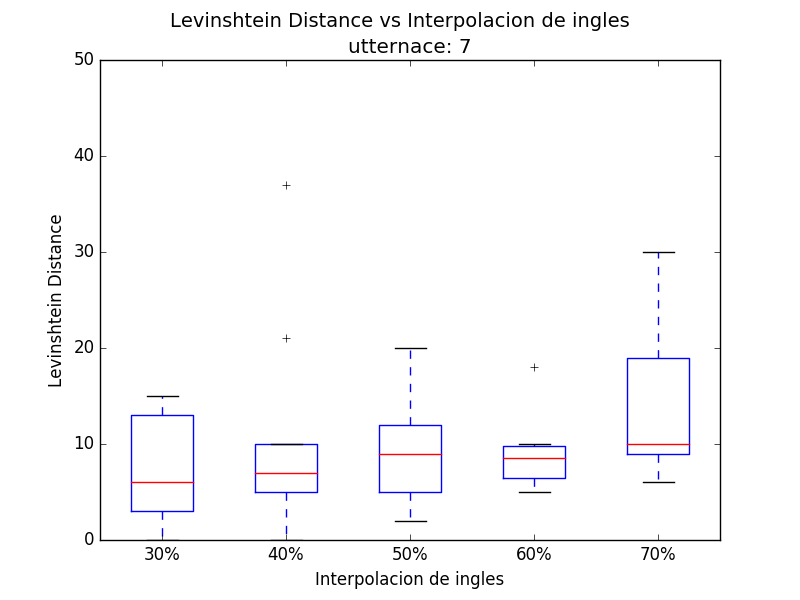 Levinshtein Distance vs Interpolacion de ingles
utternace: 7
50
40
30
20
10
0
Levinshtein Distance
30% 40% 50% 60% 70%
Interpolacion de ingles